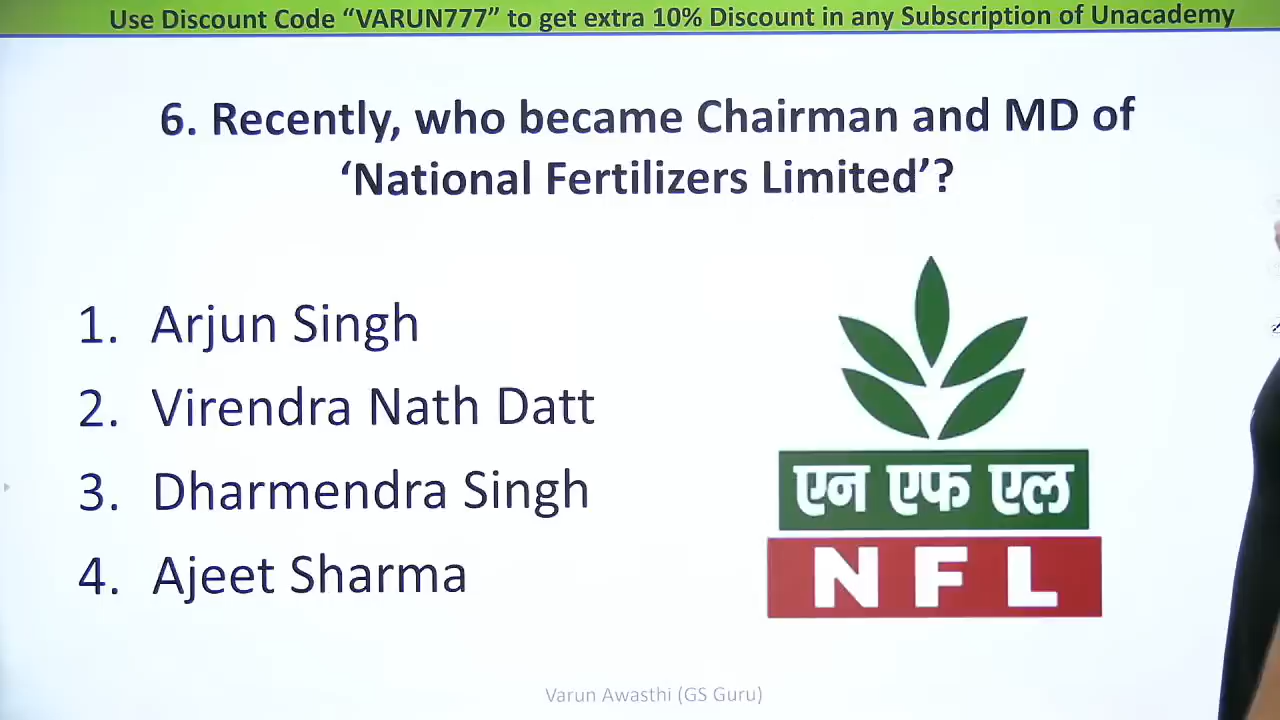 Use Discount Code “VARUN777” to get extra 10% Discount in any Subscription of Unacademy
6. Recently, who became Chairman and MD of
‘National Fertilizers Limited’?
1. Arjun Singh
2. Virendra Nath Datt
3. Dharmendra Singh
4. Ajeet Sharma
एन एफ एल
NFL
Varun Awasthi (GS Guru)